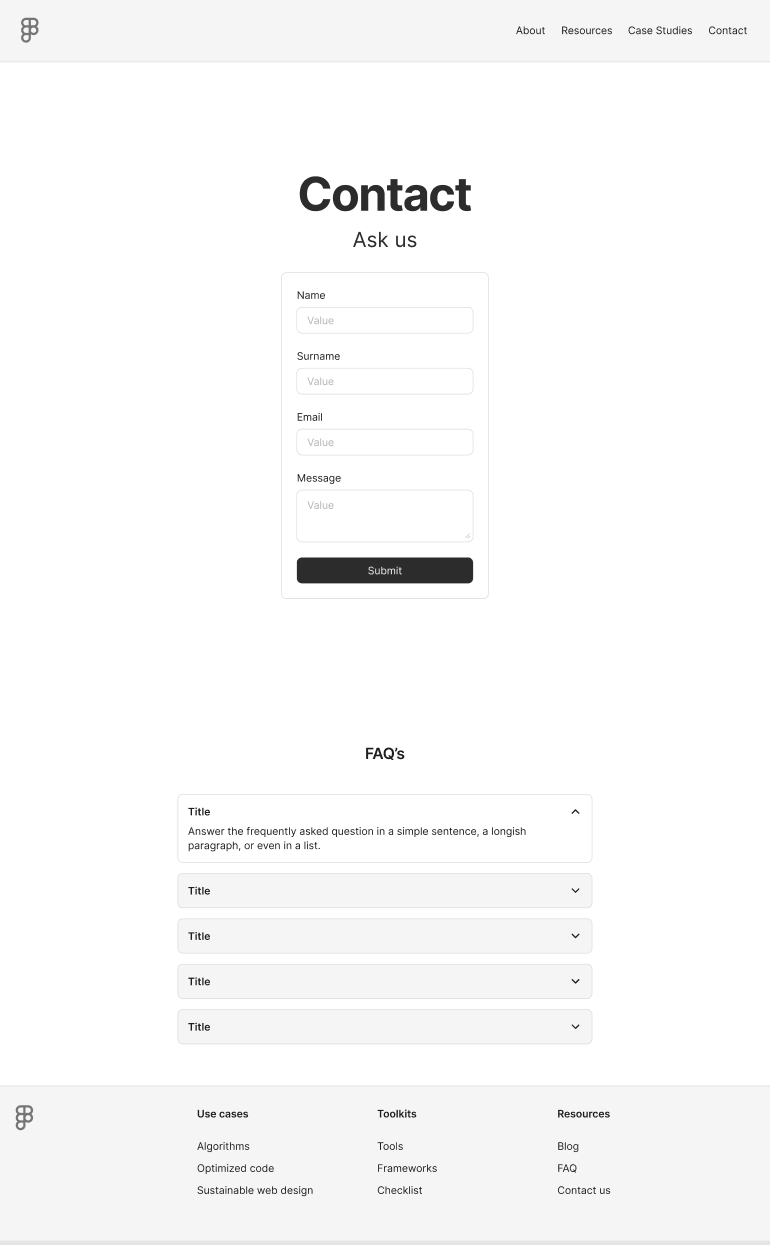 About Resources Case Studies Contact
Contact
Ask us
Name
Value
Surname
Value
Email
Value
Message
Value
Submit
FAQ’s
Title
Answer the frequently asked question in a simple sentence, a longish
paragraph, or even in a list.
Title
Title
Title
Title
Use cases
Algorithms
Optimized code
Sustainable web design
Toolkits
Tools
Frameworks
Checklist
Resources
Blog
FAQ
Contact us